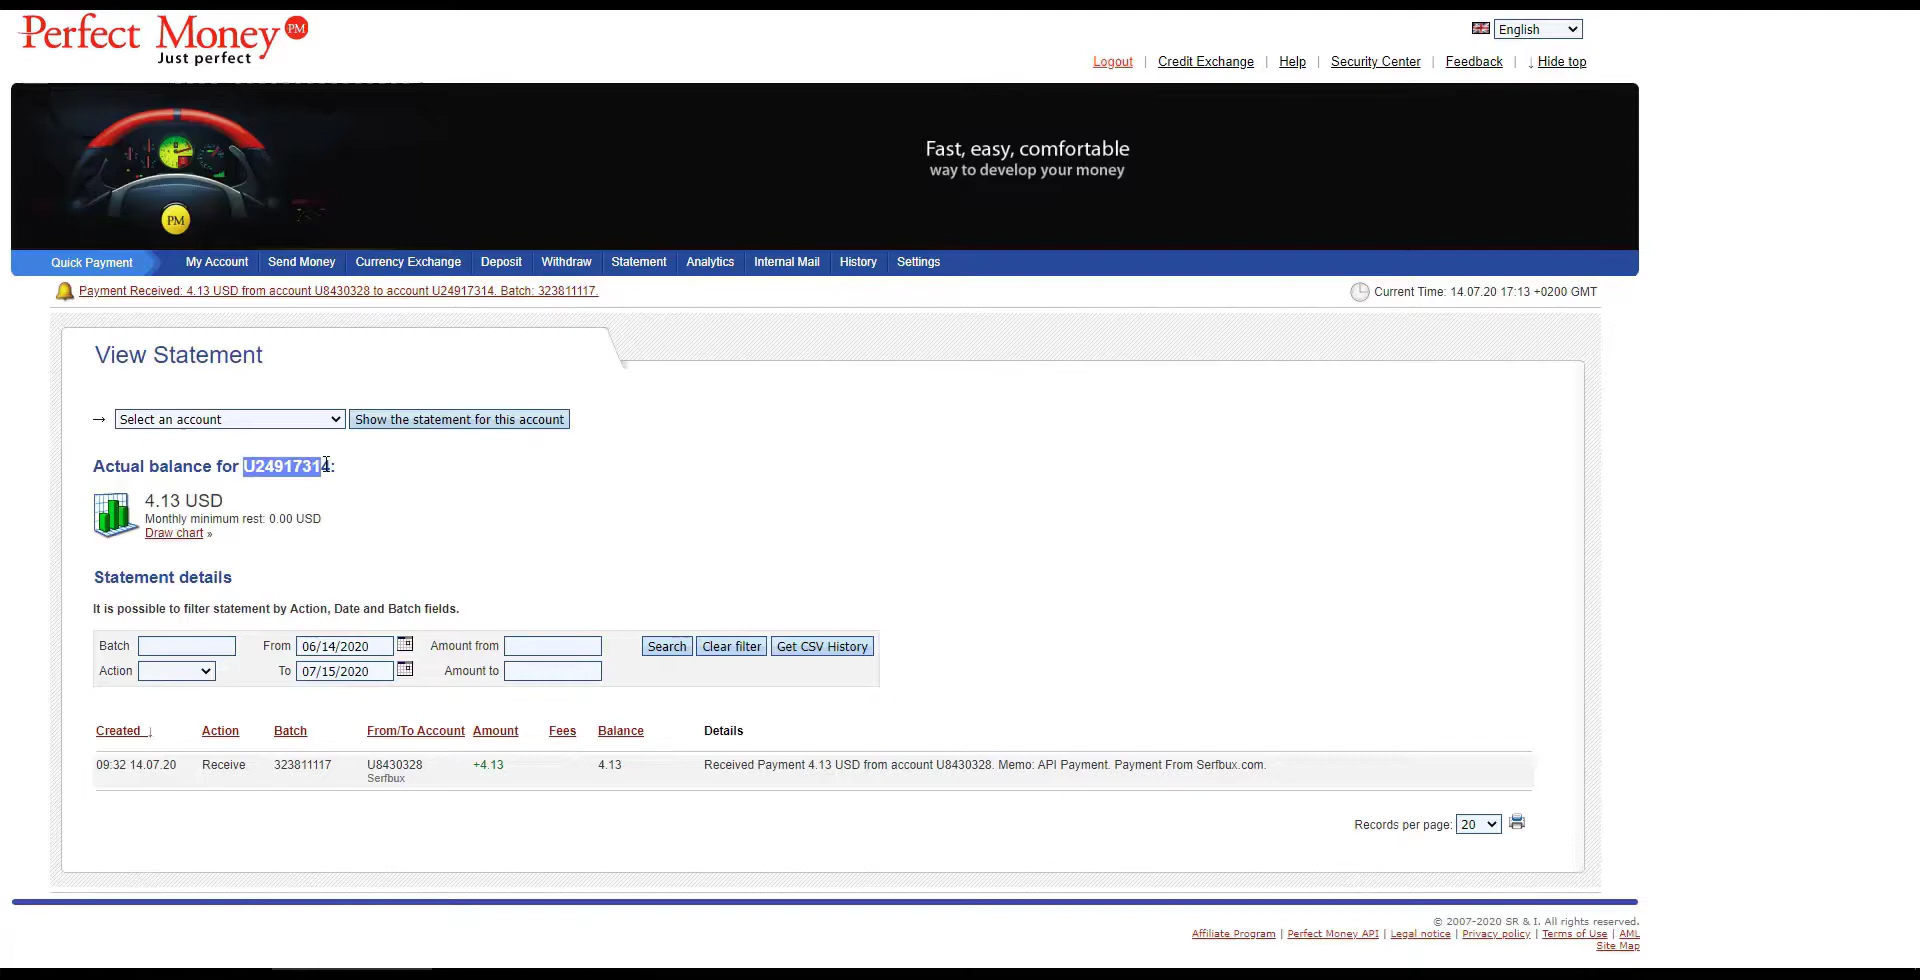 Perfect Money PM
Just perfect
English
Logout | Credit Exchange | Help | Security Center | Feedback | ↓ Hide top
Fast, easy, comfortable
way to develop your money
PM
Quick Payment My Account Send Money Currency Exchange Deposit Withdraw Statement Analytics Internal Mail History Settings
Payment Received: 4.13 USD from account U8430328 to account U24917314. Batch: 323811117. Current Time: 14.07.20 17:13 +0200 GMT
View Statement
→ Select an account Show the statement for this account
Actual balance for U24917314:
4.13 USD
Monthly minimum rest: 0.00 USD
Draw chart »
Statement details
It is possible to filter statement by Action, Date and Batch fields.
Batch From 06/14/2020 Amount from Search Clear filter Get CSV History
Action To 07/15/2020 Amount to
Created ↓ Action Batch From/To Account Amount Fees Balance Details
09:32 14.07.20 Receive 323811117 U8430328 +4.13 4.13 Received Payment 4.13 USD from account U8430328. Memo: API Payment. Payment From Serfbux.com.
Serfbux
Records per page: 20
© 2007-2020 SR & I. All rights reserved.
Affiliate Program | Perfect Money API | Legal notice | Privacy policy | Terms of Use | AML
Site Map